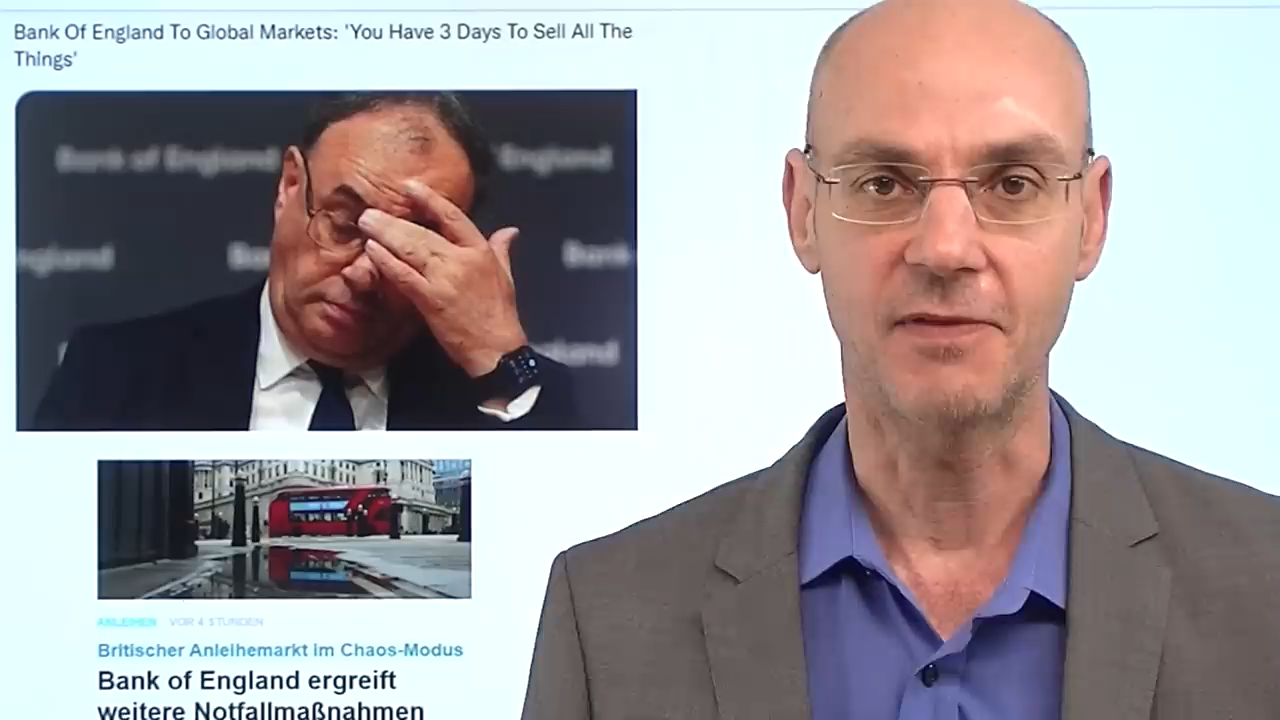 Bank Of England To Global Markets: 'You Have 3 Days To Sell All The
Things'
Bank of England
England
ngland
Bank
ngland
ANLEIHEN VOR 4 STUNDEN
Britischer Anleihemarkt im Chaos-Modus
Bank of England ergreift
weitere Notfallmaßnahmen